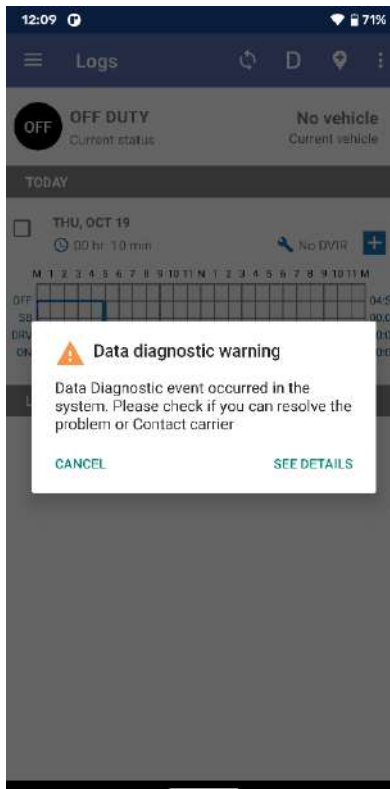 12:09 71%
Logs D
OFF OFF DUTY No vehicle
Current status Current vehicle
TODAY
THU, OCT 19
00 hr 10 min No DVIR
M 1 2 3 4 5 6 7 8 9 10 11 N 1 2 3 4 5 6 7 8 9 10 11 M
OFF
SB
DRV
ON
Data diagnostic warning
Data Diagnostic event occurred in the
system. Please check if you can resolve the
problem or Contact carrier
CANCEL SEE DETAILS